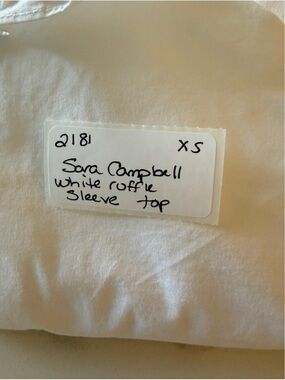 2181 XS
Sara Campbell
white ruffle
Sleeve top